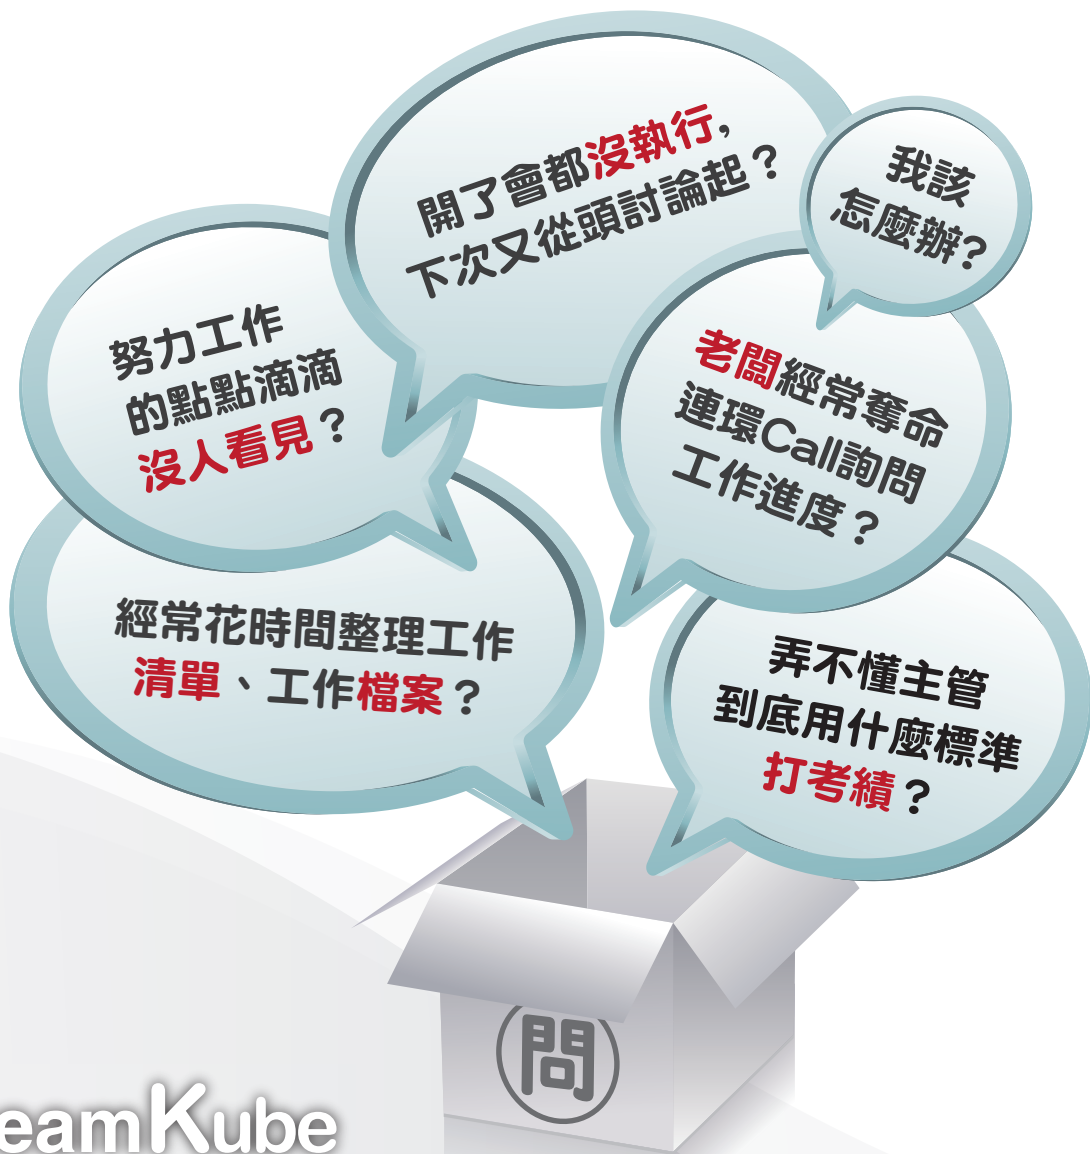 開了會都沒執行,
下次又從頭討論起？
我該
怎麼辦?
努力工作
的點點滴滴
沒人看見？
老闆經常奪命
連環Call詢問
工作進度？
經常花時間整理工作
清單、工作檔案？
弄不懂主管
到底用什麼標準
打考績？
問
eamKube